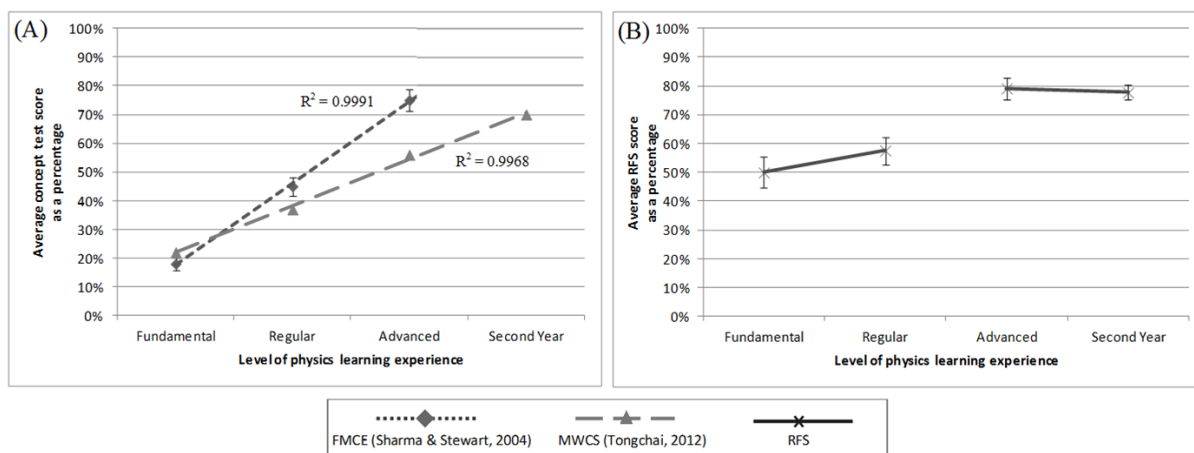 (A)
Average concept test score
as a percentage
100%
90%
80%
70%
60%
50%
40%
30%
20%
10%
0%
R² = 0.9991
R² = 0.9968
Fundamental Regular Advanced Second Year
Level of physics learning experience
(B)
Average RFS score
as a percentage
100%
90%
80%
70%
60%
50%
40%
30%
20%
10%
0%
Fundamental Regular Advanced Second Year
Level of physics learning experience
FMCE (Sharma & Stewart, 2004) MWCS (Tongchai, 2012) RFS